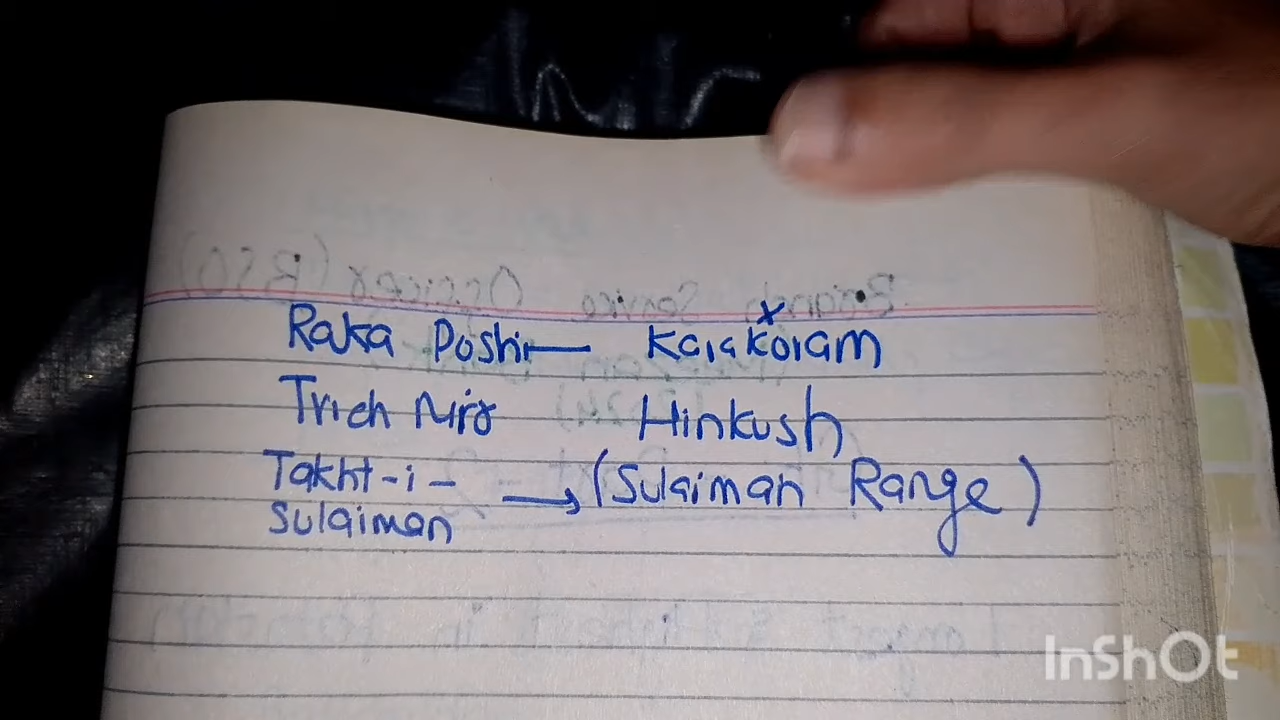 Raka Poshi — Karakoram
Trich Mir Hinkush
Takht-i-
Sulaiman → (Sulaiman Range)
InShOt